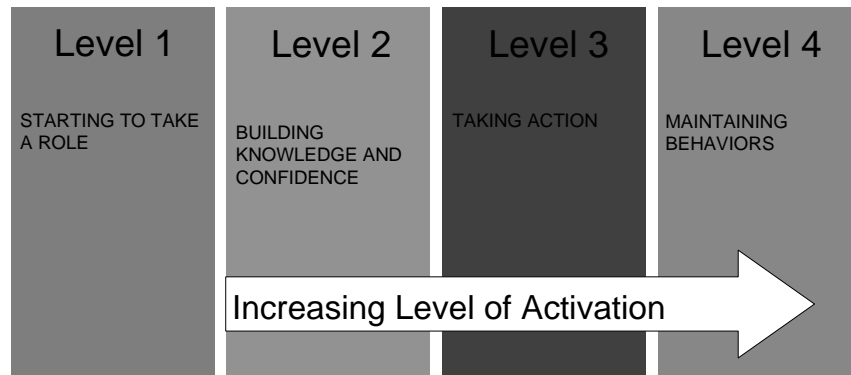 Level 1
STARTING TO TAKE
A ROLE
Level 2
BUILDING
KNOWLEDGE AND
CONFIDENCE
Level 3
TAKING ACTION
Level 4
MAINTAINING
BEHAVIORS
Increasing Level of Activation